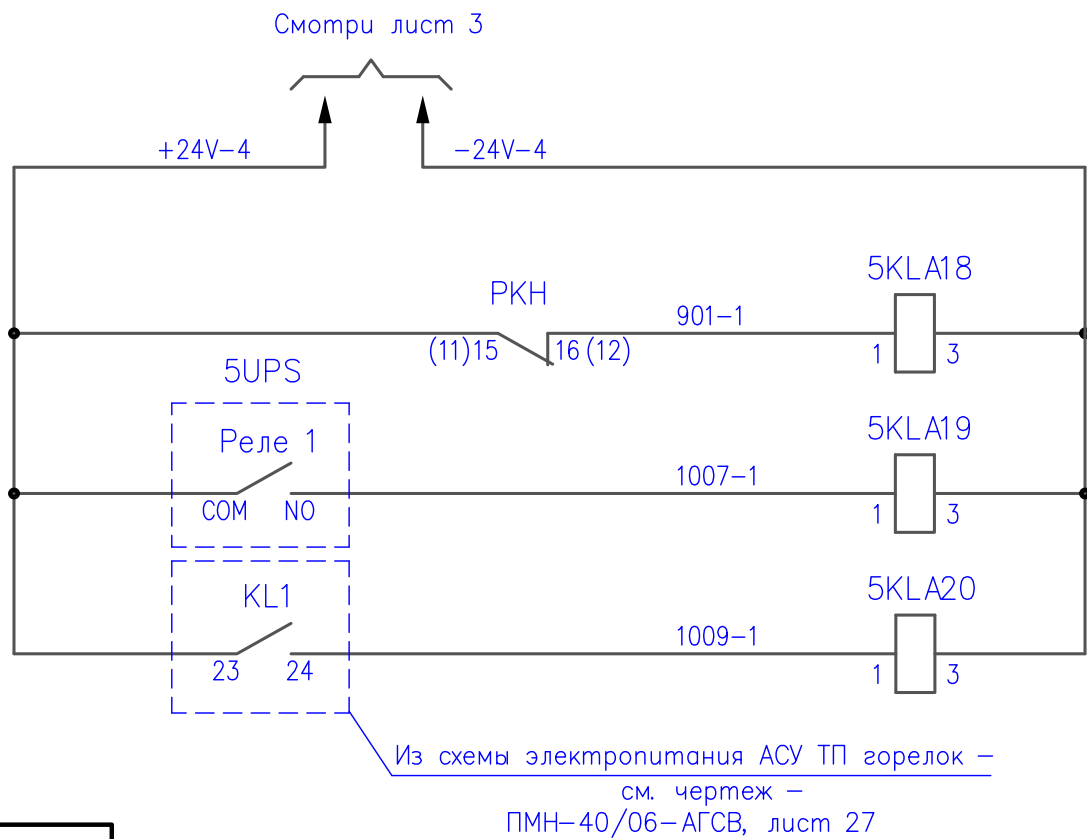 Смотри лист 3
+24V-4
-24V-4
5KLA18
РКН
901-1
(11)15
16(12)
1
3
5UPS
5KLA19
Реле 1
1007-1
COM
NO
1
3
5KLA20
KL1
1009-1
23
24
1
3
Из схемы электропитания АСУ ТП горелок –
см. чертеж –
ПМН-40/06-АГСВ, лист 27